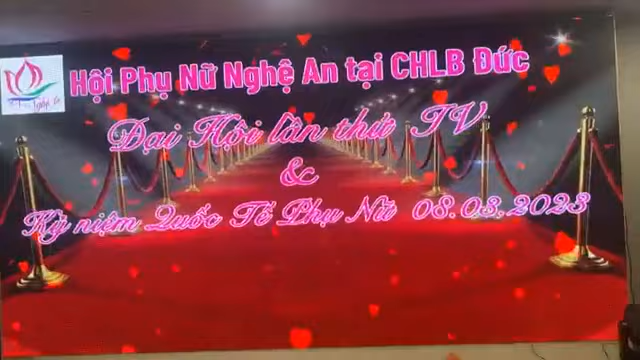 Hội Phụ Nữ Nghệ An tại CHLB Đức
Đại Hội lần thứ IV
&
Kỷ niệm Quốc Tế Phụ Nữ 08.03.2023